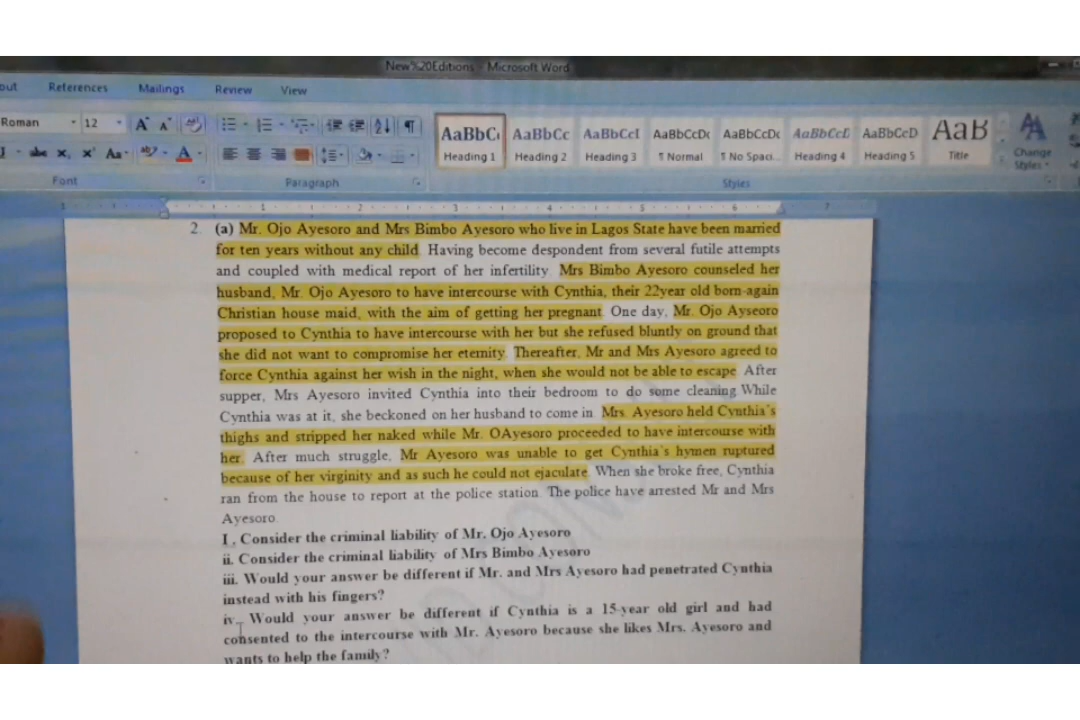 New%20Editions - Microsoft Word
out References Mailings Review View
Roman 12 A A
abc x, x' Aa ab A
Font Paragraph
AaBbC AaBbCc AaBbCcI AaBbCcDc AaBbCcDc AaBbCcD AaBbCcD AaB
Heading 1 Heading 2 Heading 3 ¶ Normal ¶ No Spaci... Heading 4 Heading 5 Title
Change
Styles
Styles
1 1 2 3 4 5 6 7
2. (a) Mr. Ojo Ayesoro and Mrs Bimbo Ayesoro who live in Lagos State have been married
for ten years without any child. Having become despondent from several futile attempts
and coupled with medical report of her infertility. Mrs Bimbo Ayesoro counseled her
husband, Mr. Ojo Ayesoro to have intercourse with Cynthia, their 22year old born-again
Christian house maid, with the aim of getting her pregnant. One day, Mr. Ojo Ayseoro
proposed to Cynthia to have intercourse with her but she refused bluntly on ground that
she did not want to compromise her eternity. Thereafter, Mr and Mrs Ayesoro agreed to
force Cynthia against her wish in the night, when she would not be able to escape. After
supper, Mrs Ayesoro invited Cynthia into their bedroom to do some cleaning While
Cynthia was at it, she beckoned on her husband to come in. Mrs. Ayesoro held Cynthia's
thighs and stripped her naked while Mr. OAyesoro proceeded to have intercourse with
her. After much struggle, Mr Ayesoro was unable to get Cynthia's hymen ruptured
because of her virginity and as such he could not ejaculate. When she broke free, Cynthia
ran from the house to report at the police station. The police have arrested Mr and Mrs
Ayesoro.
I . Consider the criminal liability of Mr. Ojo Ayesoro
ii. Consider the criminal liability of Mrs Bimbo Ayesoro
iii. Would your answer be different if Mr. and Mrs Ayesoro had penetrated Cynthia
instead with his fingers?
iv. Would your answer be different if Cynthia is a 15-year old girl and had
consented to the intercourse with Mr. Ayesoro because she likes Mrs. Ayesoro and
wants to help the family?